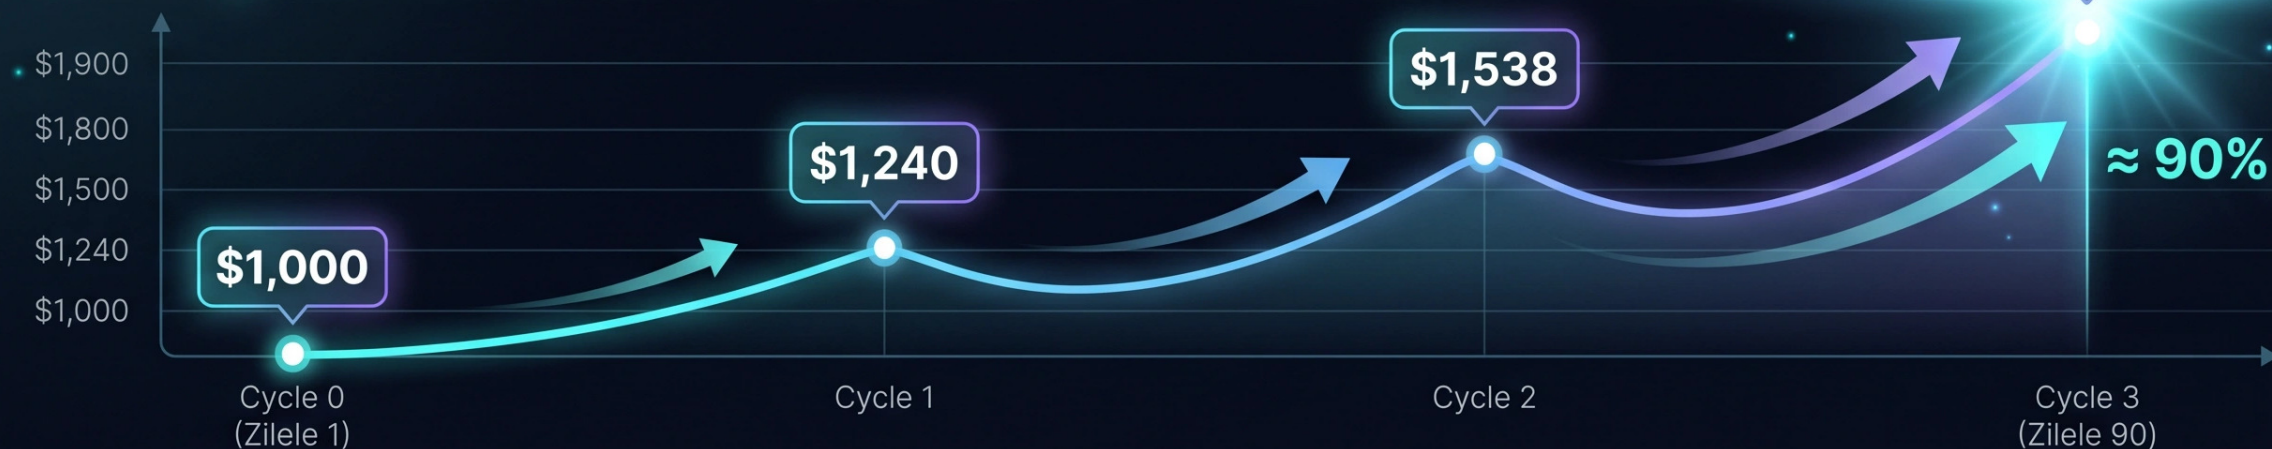 $1,900
$1,800
$1,500
$1,240
$1,000
$1,000
$1,240
$1,538
≈ 90%
Cycle 0
(Zilele 1)
Cycle 1
Cycle 2
Cycle 3
(Zilele 90)